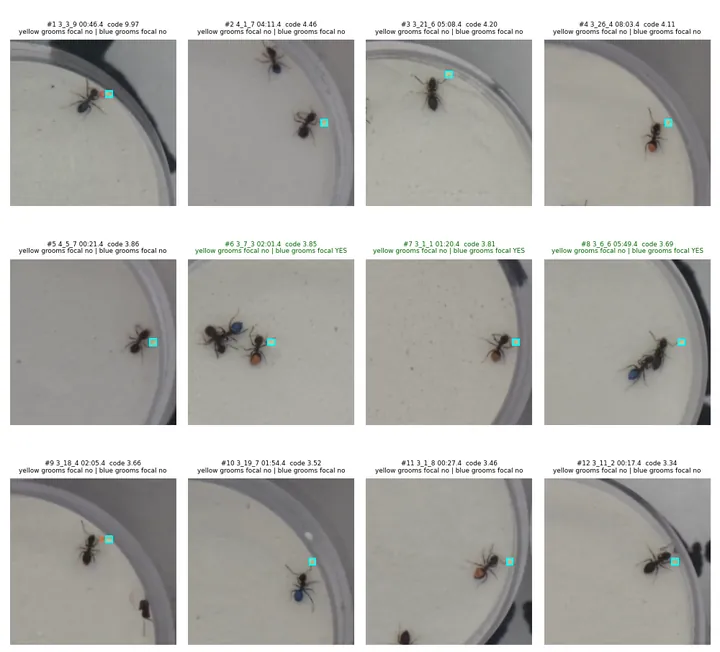 #1 3_3_9 00:46.4 code 9.97
yellow grooms focal no | blue grooms focal no
#2 4_1_7 04:11.4 code 4.46
yellow grooms focal no | blue grooms focal no
#3 3_21_6 05:08.4 code 4.20
yellow grooms focal no | blue grooms focal no
#4 3_26_4 08:03.4 code 4.11
yellow grooms focal no | blue grooms focal no
#5 4_5_7 00:21.4 code 3.86
yellow grooms focal no | blue grooms focal no
#6 3_7_3 02:01.4 code 3.85
yellow grooms focal no | blue grooms focal YES
#7 3_1_1 01:20.4 code 3.81
yellow grooms focal no | blue grooms focal YES
#8 3_6_6 05:49.4 code 3.69
yellow grooms focal no | blue grooms focal YES
#9 3_18_4 02:05.4 code 3.66
yellow grooms focal no | blue grooms focal no
#10 3_19_7 01:54.4 code 3.52
yellow grooms focal no | blue grooms focal no
#11 3_1_8 00:27.4 code 3.46
yellow grooms focal no | blue grooms focal no
#12 3_11_2 00:17.4 code 3.34
yellow grooms focal no | blue grooms focal no